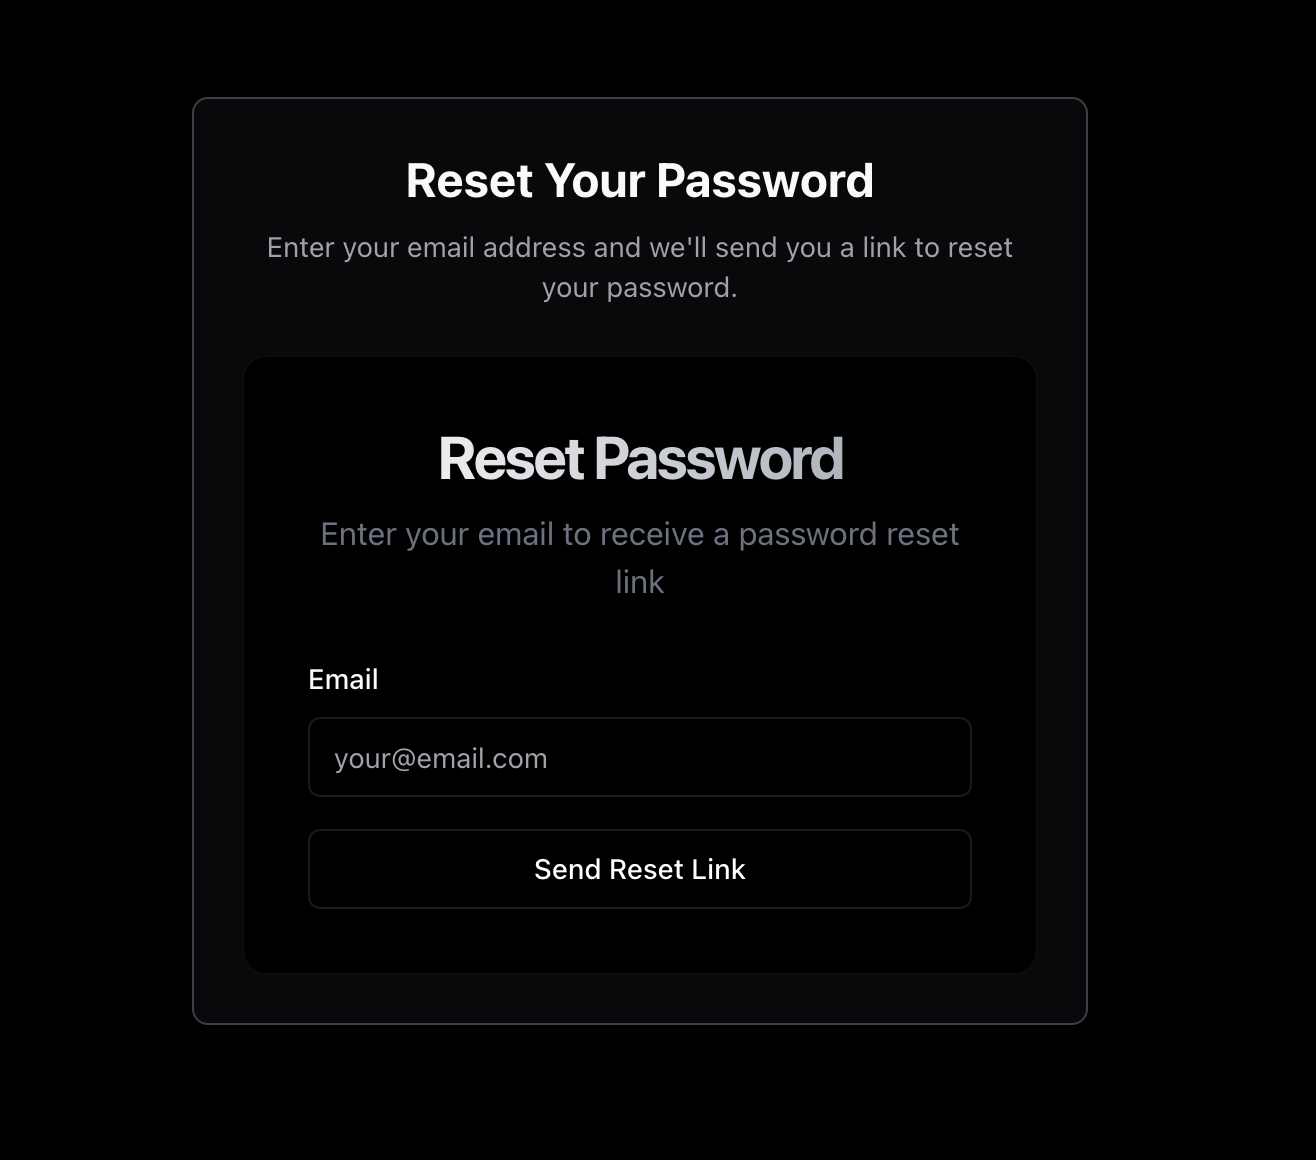 Reset Your Password
Enter your email address and we'll send you a link to reset
your password.
Reset Password
Enter your email to receive a password reset
link
Email
your@email.com
Send Reset Link